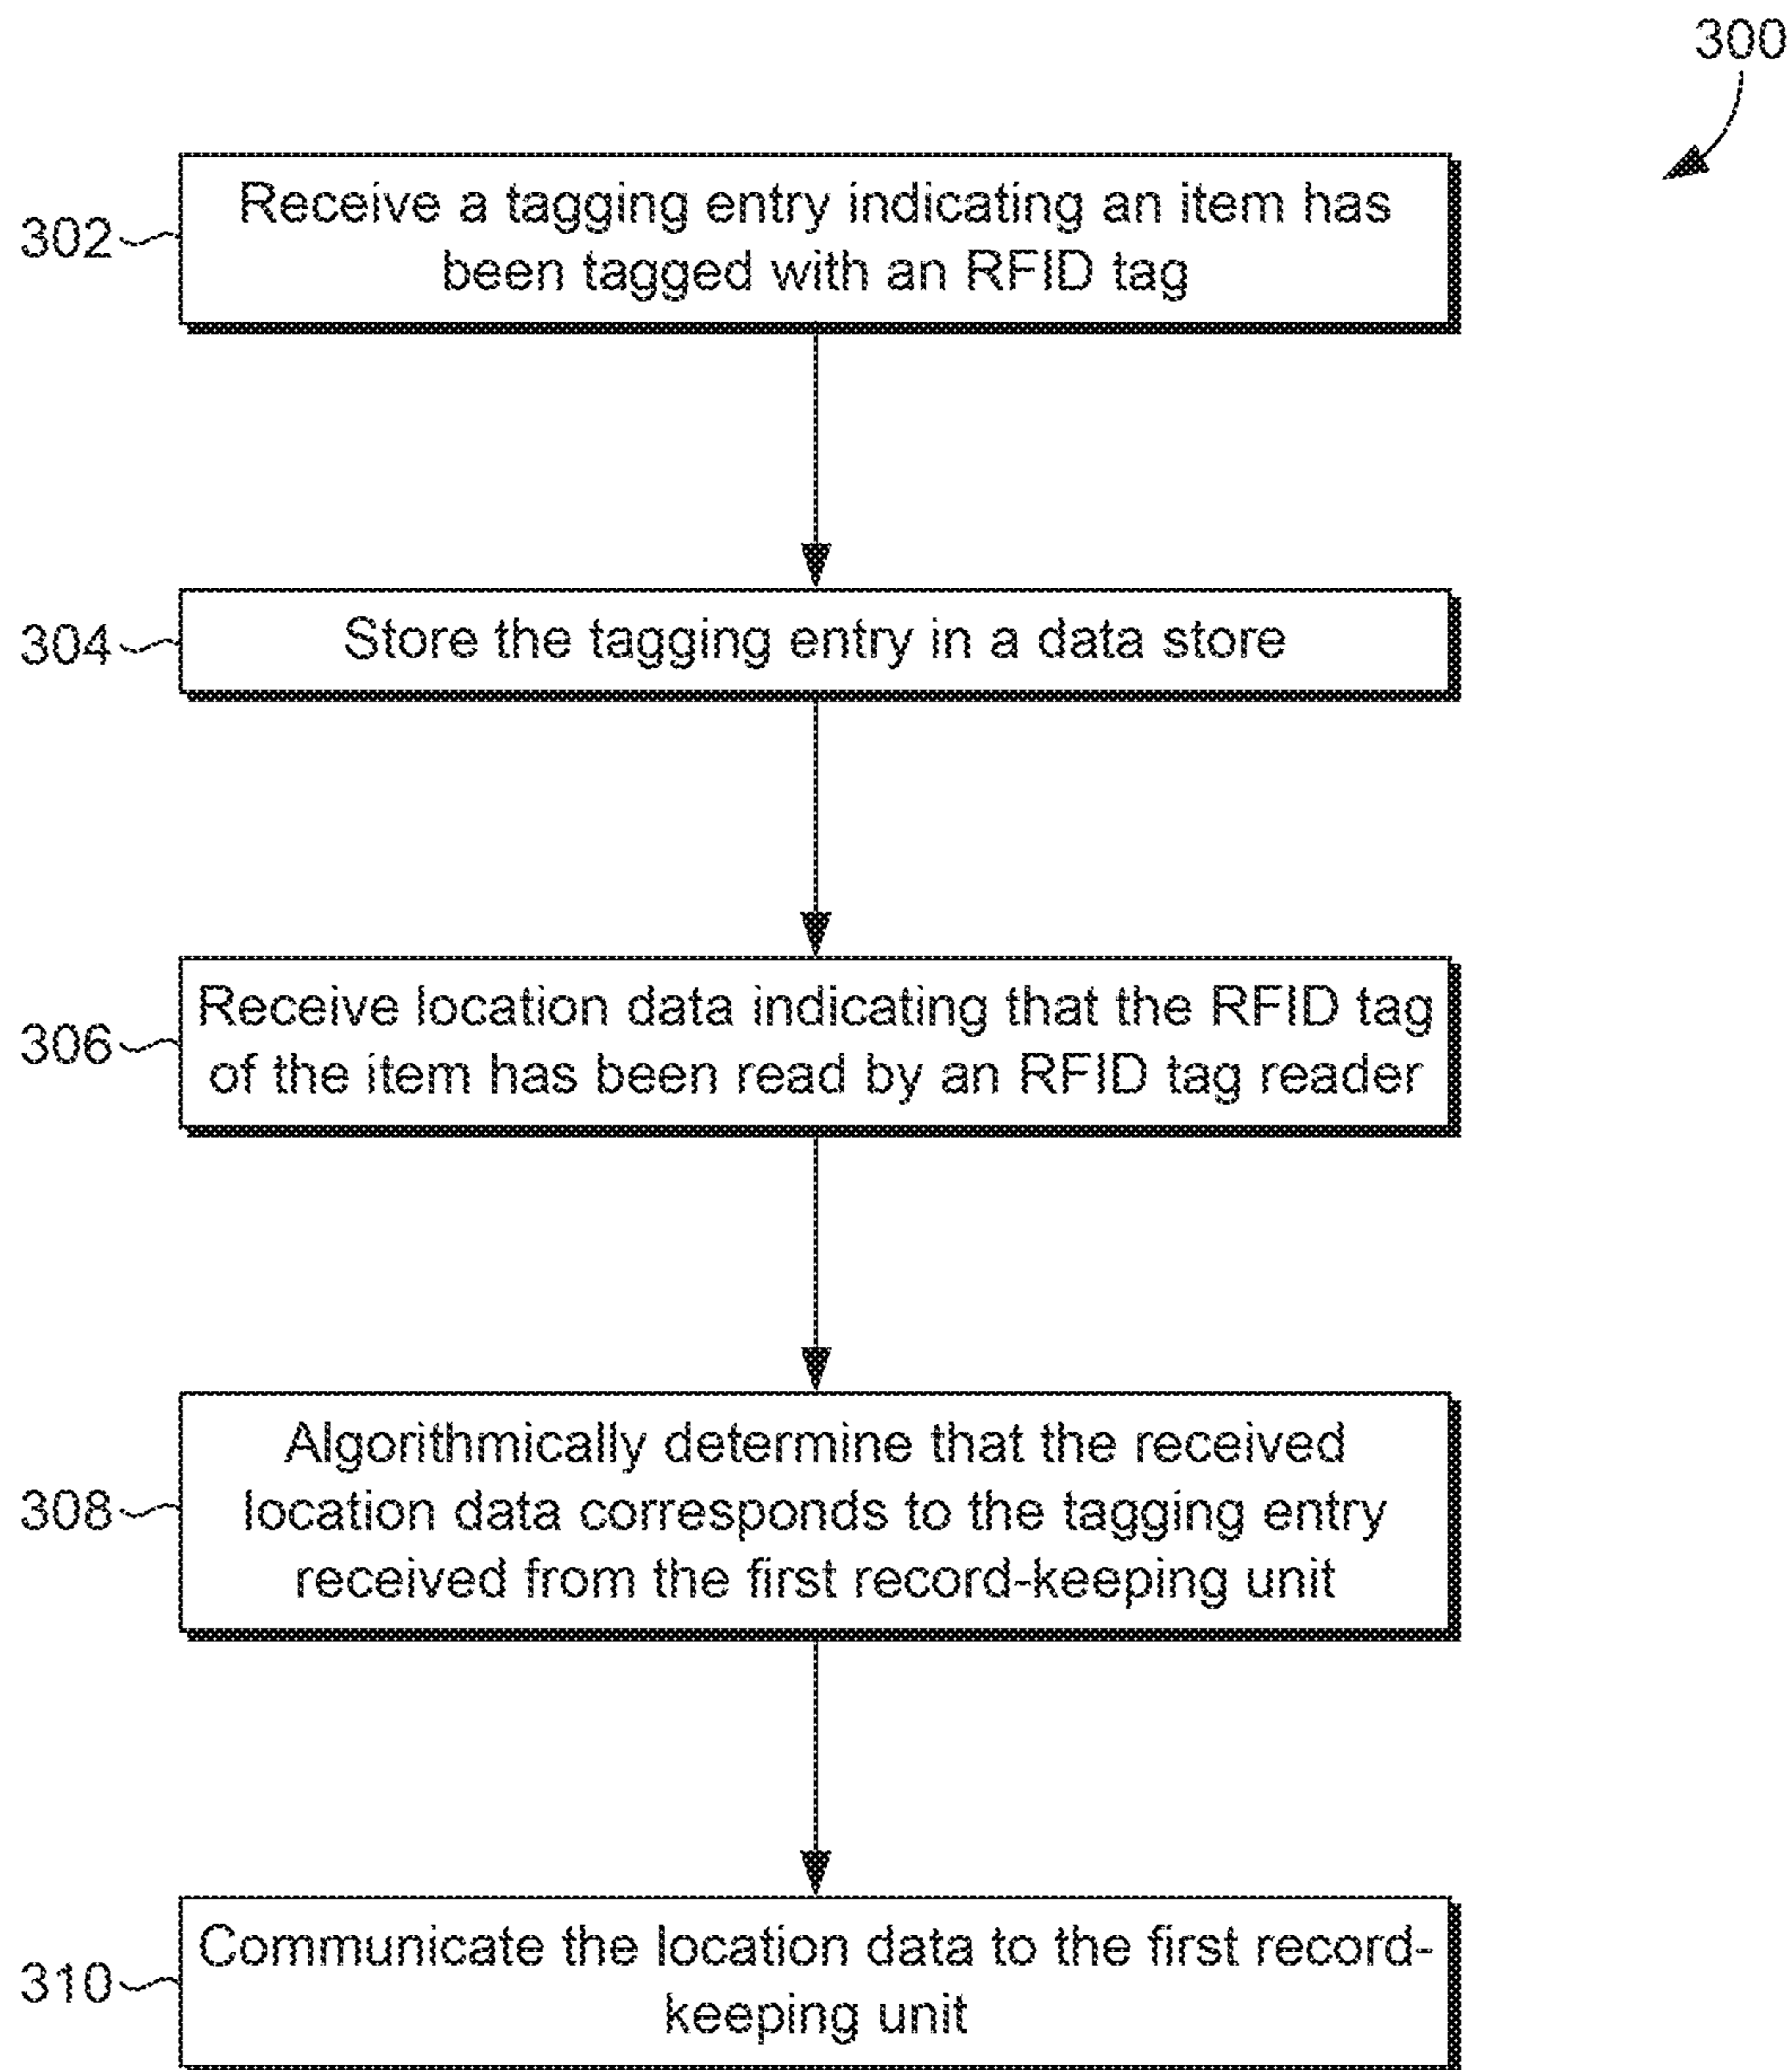 300
302
Receive a tagging entry indicating an item has
been tagged with an RFID tag
304
Store the tagging entry in a data store
306
Receive location data indicating that the RFID tag
of the item has been read by an RFID tag reader
308
Algorithmically determine that the received
location data corresponds to the tagging entry
received from the first record-keeping unit
310
Communicate the location data to the first record-
keeping unit